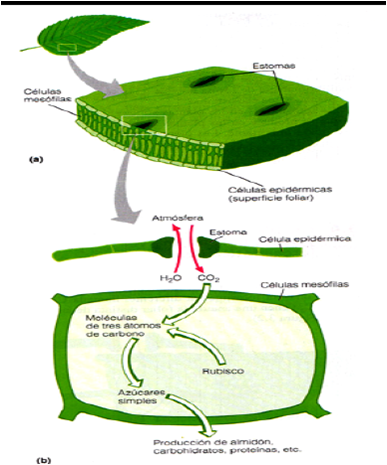 Estomas
Células
mesófilas
(a)
Células epidérmicas
(superficie foliar)
Atmósfera
Estoma
Célula epidérmica
H₂O
CO₂
Células mesófilas
Moléculas
de tres átomos
de carbono
Rubisco
Azúcares
simples
Producción de almidón,
carbohidratos, proteínas, etc.
(b)